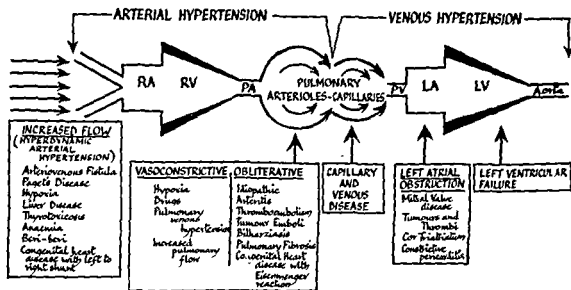 ARTERIAL HYPERTENSION
VENOUS HYPERTENSION
RA
RV
PA
PULMONARY
ARTERIOLES-CAPILLARIES
PV
LA
LV
Aorta
INCREASED FLOW
(HYPERDYNAMIC
ARTERIAL
HYPERTENSION)
Arteriovenous Fistula
Paget's Disease
Hypoxia
Liver Disease
Thyrotoxicosis
Anaemia
Beri-beri
Congenital heart
disease with left to
right shunt
VASOCONSTRICTIVE
Hypoxia
Drugs
Pulmonary
venous
hypertension
Increased
pulmonary
flow
OBLITERATIVE
Idiopathic
Arteritis
Thromboembolism
Tumour Emboli
Bilharziasis
Pulmonary Fibrosis
Congenital Heart
disease with
Eisenmenger
reaction
CAPILLARY
AND
VENOUS
DISEASE
LEFT ATRIAL
OBSTRUCTION
Mitral Valve
disease
Tumours and
Thrombi
Cor Triatriatum
Constrictive
pericarditis
LEFT VENTRICULAR
FAILURE